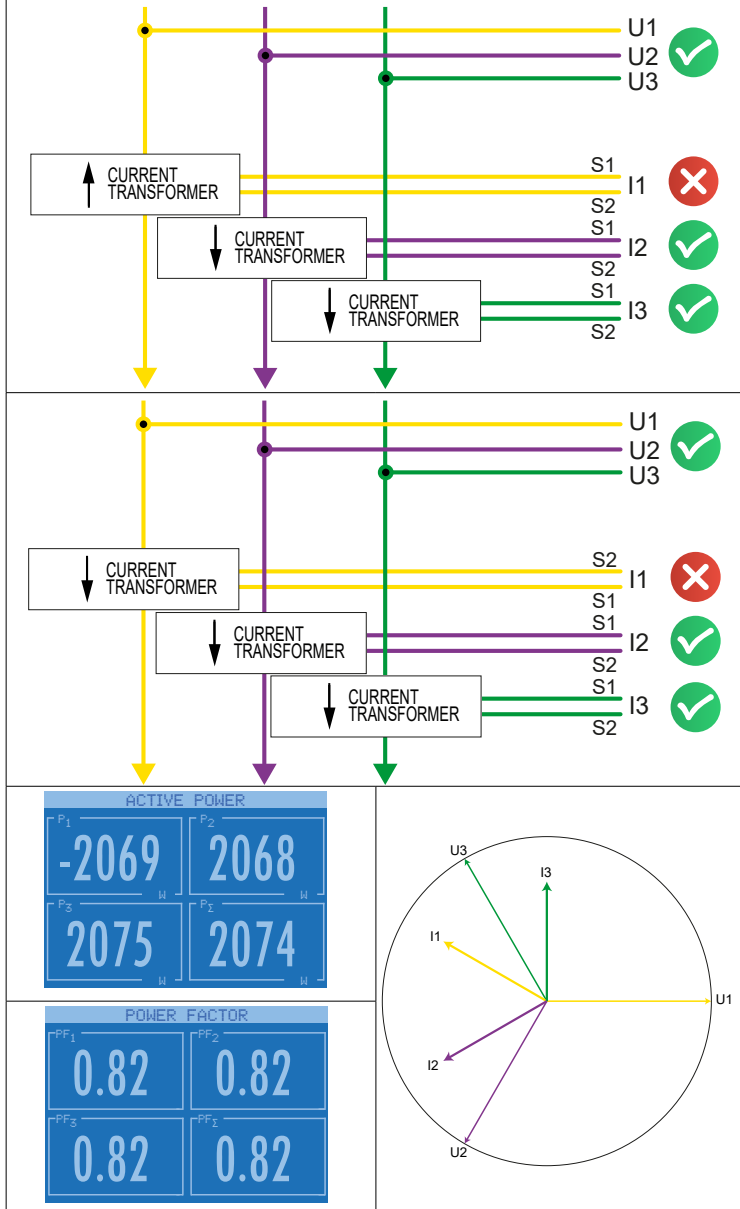 U1
U2
U3
CURRENT
TRANSFORMER
S1
I1
S2
CURRENT
TRANSFORMER
S1
I2
S2
CURRENT
TRANSFORMER
S1
I3
S2
U1
U2
U3
CURRENT
TRANSFORMER
S2
I1
S1
CURRENT
TRANSFORMER
S1
I2
S2
CURRENT
TRANSFORMER
S1
I3
S2
ACTIVE POWER
P1
-2069
W
P2
2068
W
P3
2075
W
PΣ
2074
W
POWER FACTOR
PF1
0.82
PF2
0.82
PF3
0.82
PFΣ
0.82
U3
I3
I1
U1
I2
U2